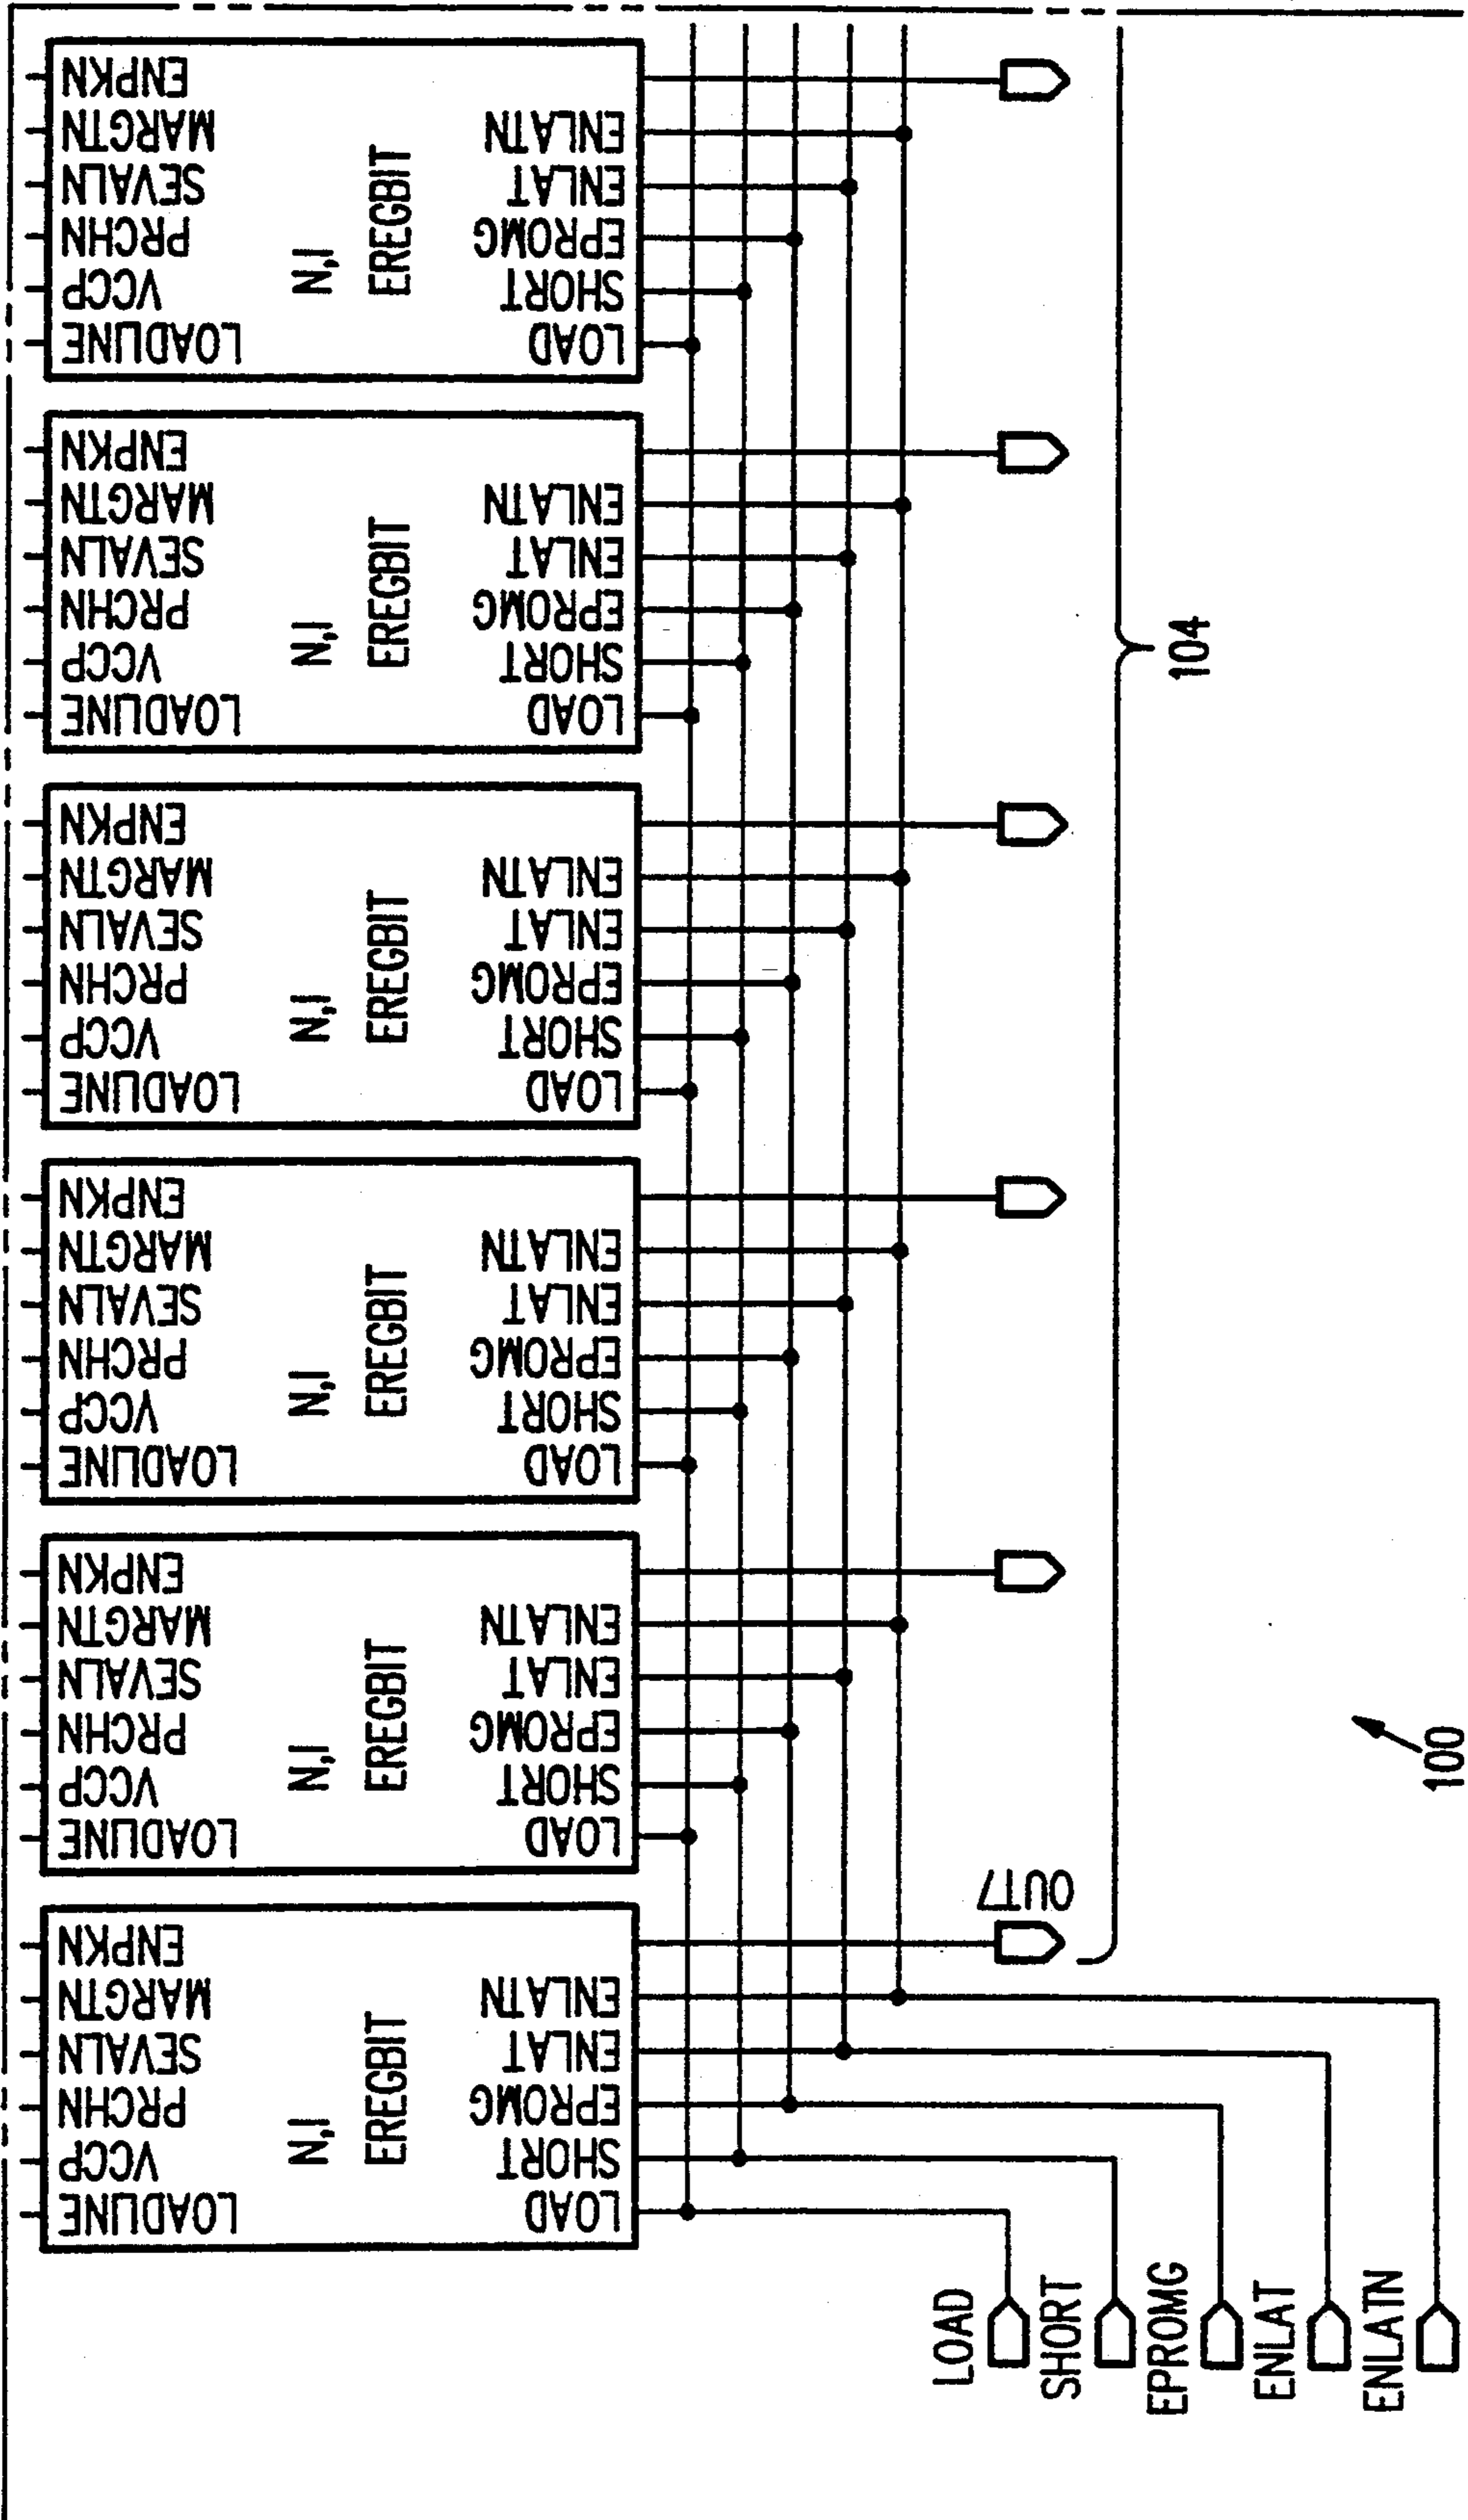 LOADLINE
VCCP
PRCHN
SEVALN
MARGTN
ENPKN
N,I
EREGBIT
LOAD
SHORT
EPROMG
ENLAT
ENLATN
LOADLINE
VCCP
PRCHN
SEVALN
MARGTN
ENPKN
N,I
EREGBIT
LOAD
SHORT
EPROMG
ENLAT
ENLATN
LOADLINE
VCCP
PRCHN
SEVALN
MARGTN
ENPKN
N,I
EREGBIT
LOAD
SHORT
EPROMG
ENLAT
ENLATN
LOADLINE
VCCP
PRCHN
SEVALN
MARGTN
ENPKN
N,I
EREGBIT
LOAD
SHORT
EPROMG
ENLAT
ENLATN
LOADLINE
VCCP
PRCHN
SEVALN
MARGTN
ENPKN
N,I
EREGBIT
LOAD
SHORT
EPROMG
ENLAT
ENLATN
LOADLINE
VCCP
PRCHN
SEVALN
MARGTN
ENPKN
N,I
EREGBIT
LOAD
SHORT
EPROMG
ENLAT
ENLATN
LOAD
SHORT
EPROMG
ENLAT
ENLATN
OUT7
104
100